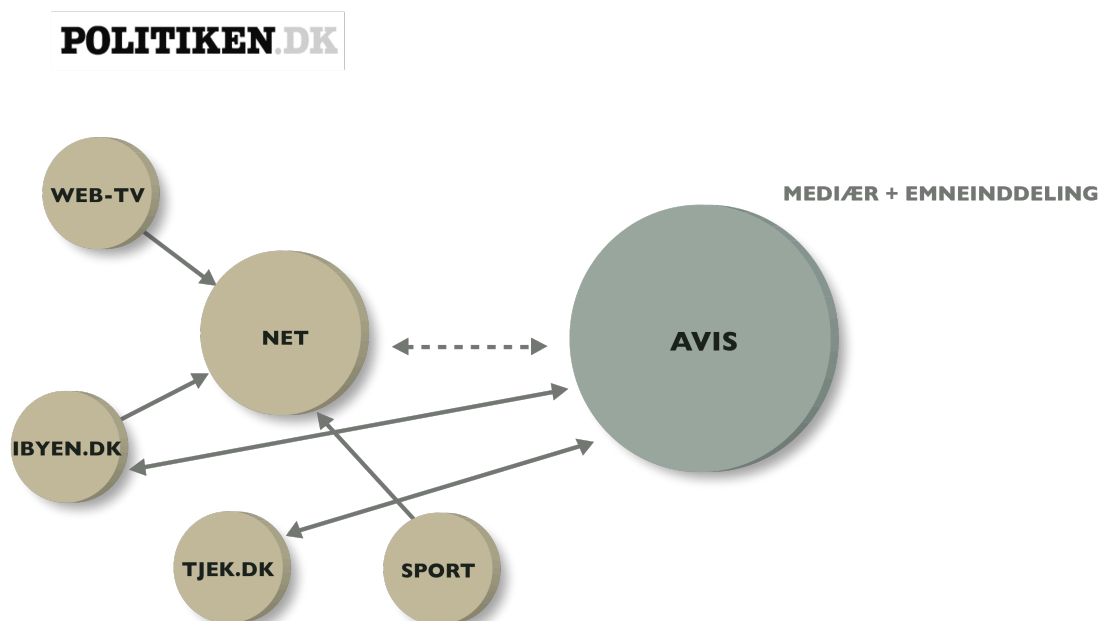 POLITIKEN.DK
WEB-TV
MEDIÆR + EMNEINDDELING
NET
AVIS
IBYEN.DK
TJEK.DK
SPORT